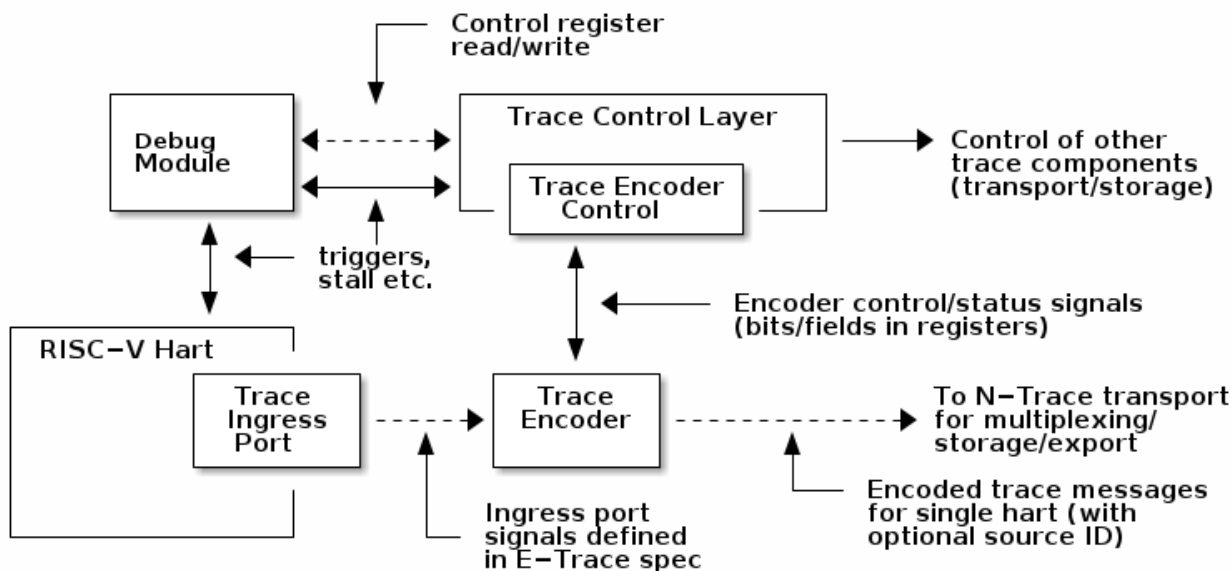 Control register
read/write
Debug
Module
Trace Control Layer
Trace Encoder
Control
Control of other
trace components
(transport/storage)
triggers,
stall etc.
Encoder control/status signals
(bits/fields in registers)
RISC−V Hart
Trace
Ingress
Port
Trace
Encoder
To N−Trace transport
for multiplexing/
storage/export
Ingress port
signals defined
in E−Trace spec
Encoded trace messages
for single hart (with
optional source ID)